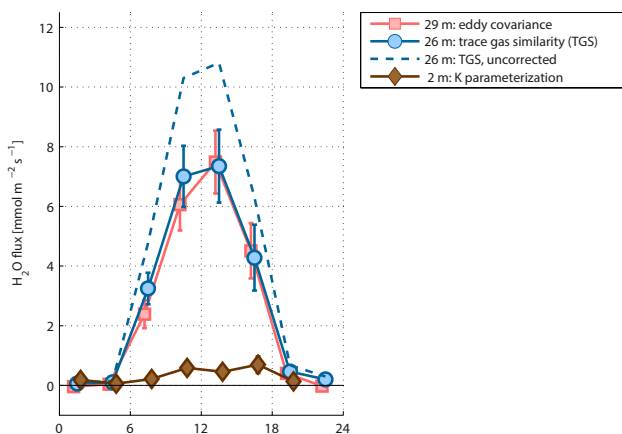 29 m: eddy covariance
26 m: trace gas similarity (TGS)
26 m: TGS, uncorrected
2 m: K parameterization
H₂O flux [mmol m⁻² s⁻¹]
12
10
8
6
4
2
0
0 6 12 18 24